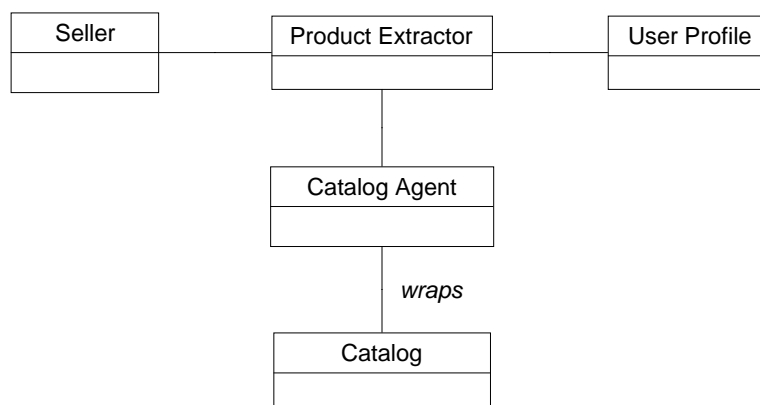 Seller
Product Extractor
User Profile
Catalog Agent
wraps
Catalog